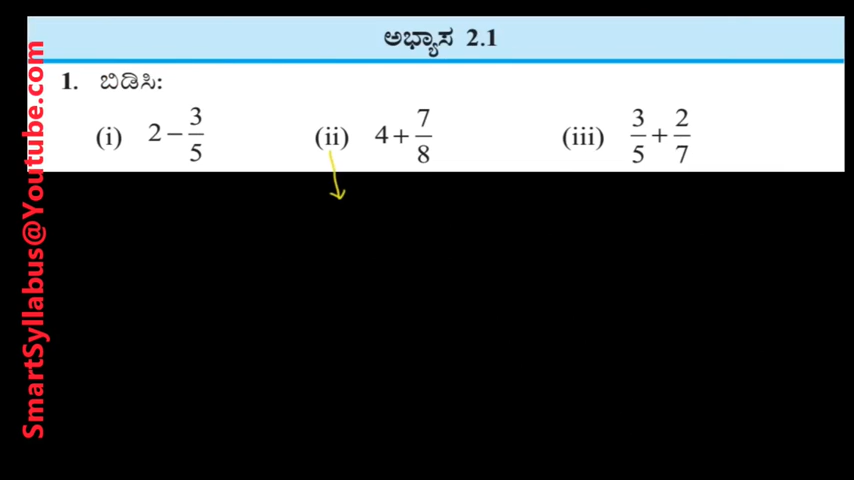 ಅಭ್ಯಾಸ 2.1
1. ಬಿಡಿಸಿ:
(i) 2 − 3/5 (ii) 4 + 7/8 (iii) 3/5 + 2/7
SmartSyllabus@Youtube.com